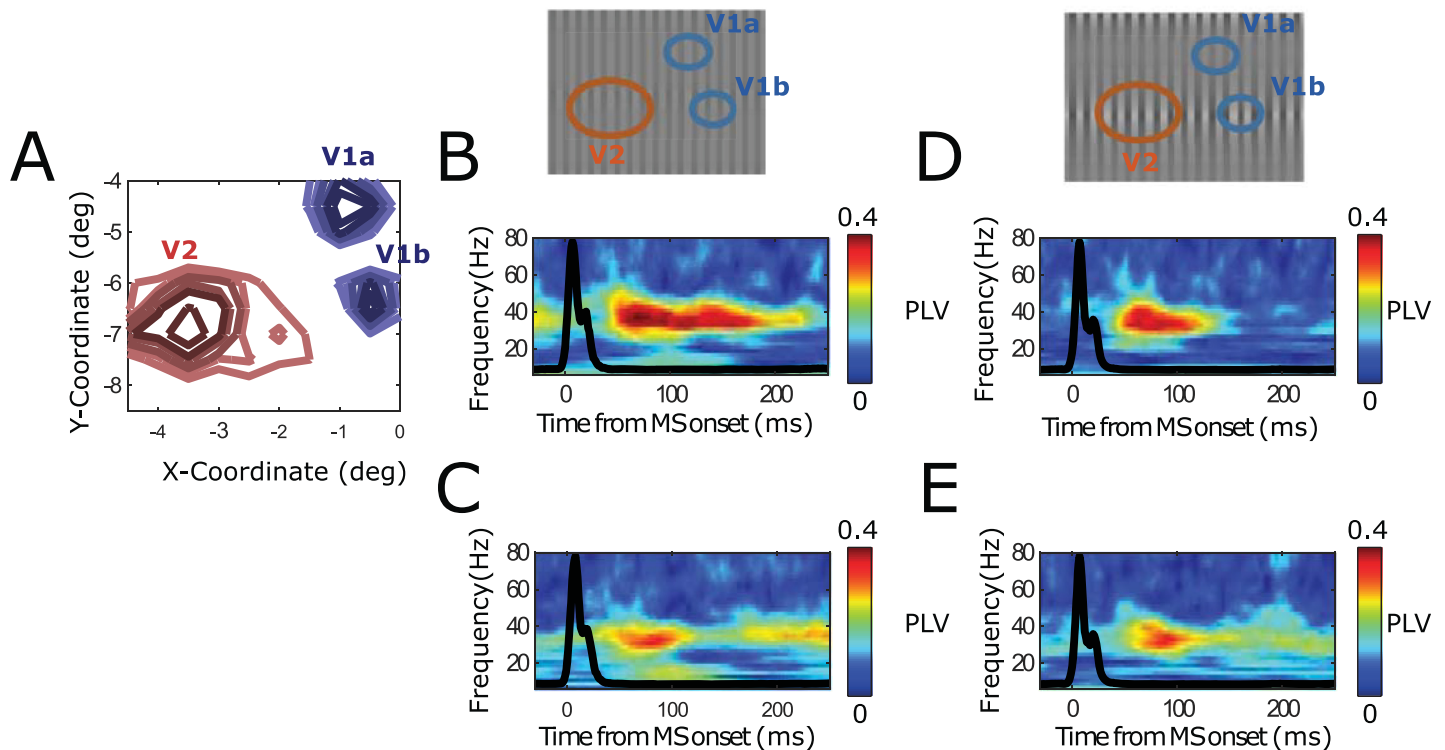 A
V1a
V1b
V2
-4
-5
-6
-7
-8
Y-Coordinate (deg)
-4 -3 -2 -1 0
X-Coordinate (deg)
B
V1a
V1b
V2
80
60
40
20
Frequency(Hz)
0 100 200
Time from MS onset (ms)
0.4
PLV
0
C
80
60
40
20
Frequency(Hz)
0 100 200
Time from MS onset (ms)
0.4
PLV
0
D
V1a
V1b
V2
80
60
40
20
Frequency(Hz)
0 100 200
Time from MS onset (ms)
0.4
PLV
0
E
80
60
40
20
Frequency(Hz)
0 100 200
Time from MS onset (ms)
0.4
PLV
0